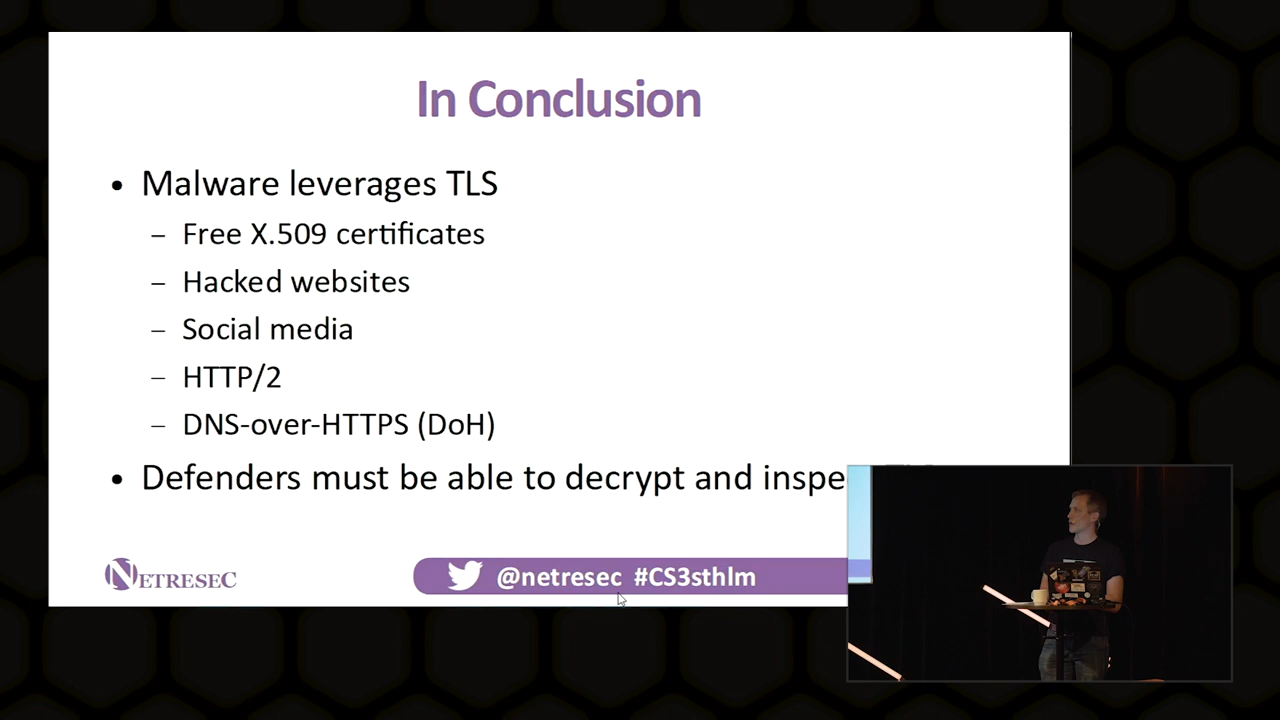 In Conclusion
• Malware leverages TLS
– Free X.509 certificates
– Hacked websites
– Social media
– HTTP/2
– DNS-over-HTTPS (DoH)
• Defenders must be able to decrypt and
NETRESEC
@netresec #CS3sthlm